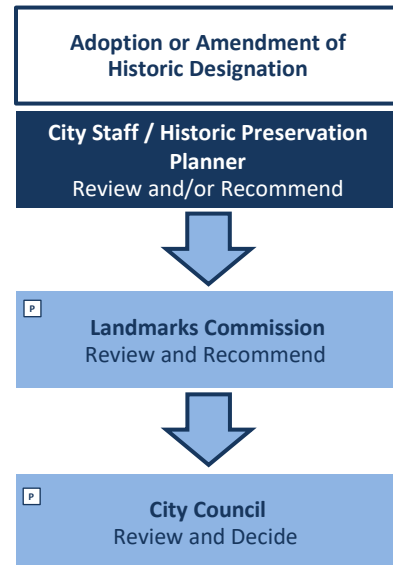 Adoption or Amendment of
Historic Designation
City Staff / Historic Preservation
Planner
Review and/or Recommend
P
Landmarks Commission
Review and Recommend
P
City Council
Review and Decide